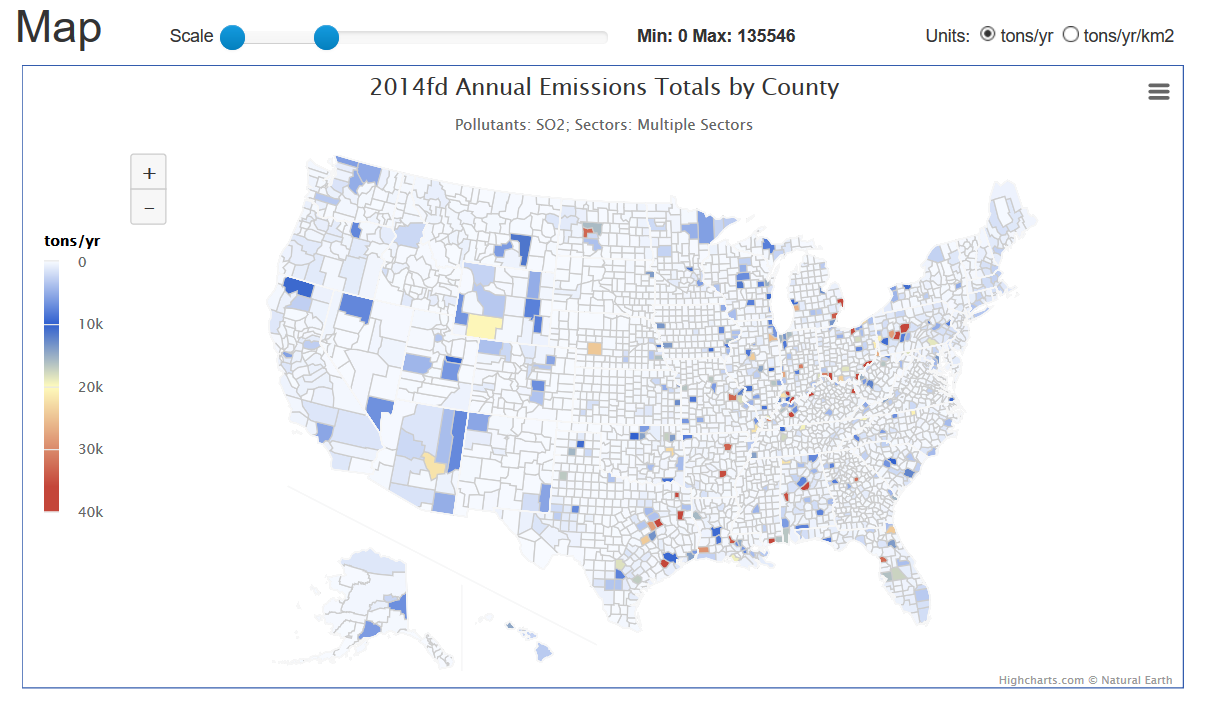 Map
Scale
Min: 0 Max: 135546
Units: tons/yr tons/yr/km2
2014fd Annual Emissions Totals by County
Pollutants: SO2; Sectors: Multiple Sectors
+
−
tons/yr
0
10k
20k
30k
40k
Highcharts.com © Natural Earth